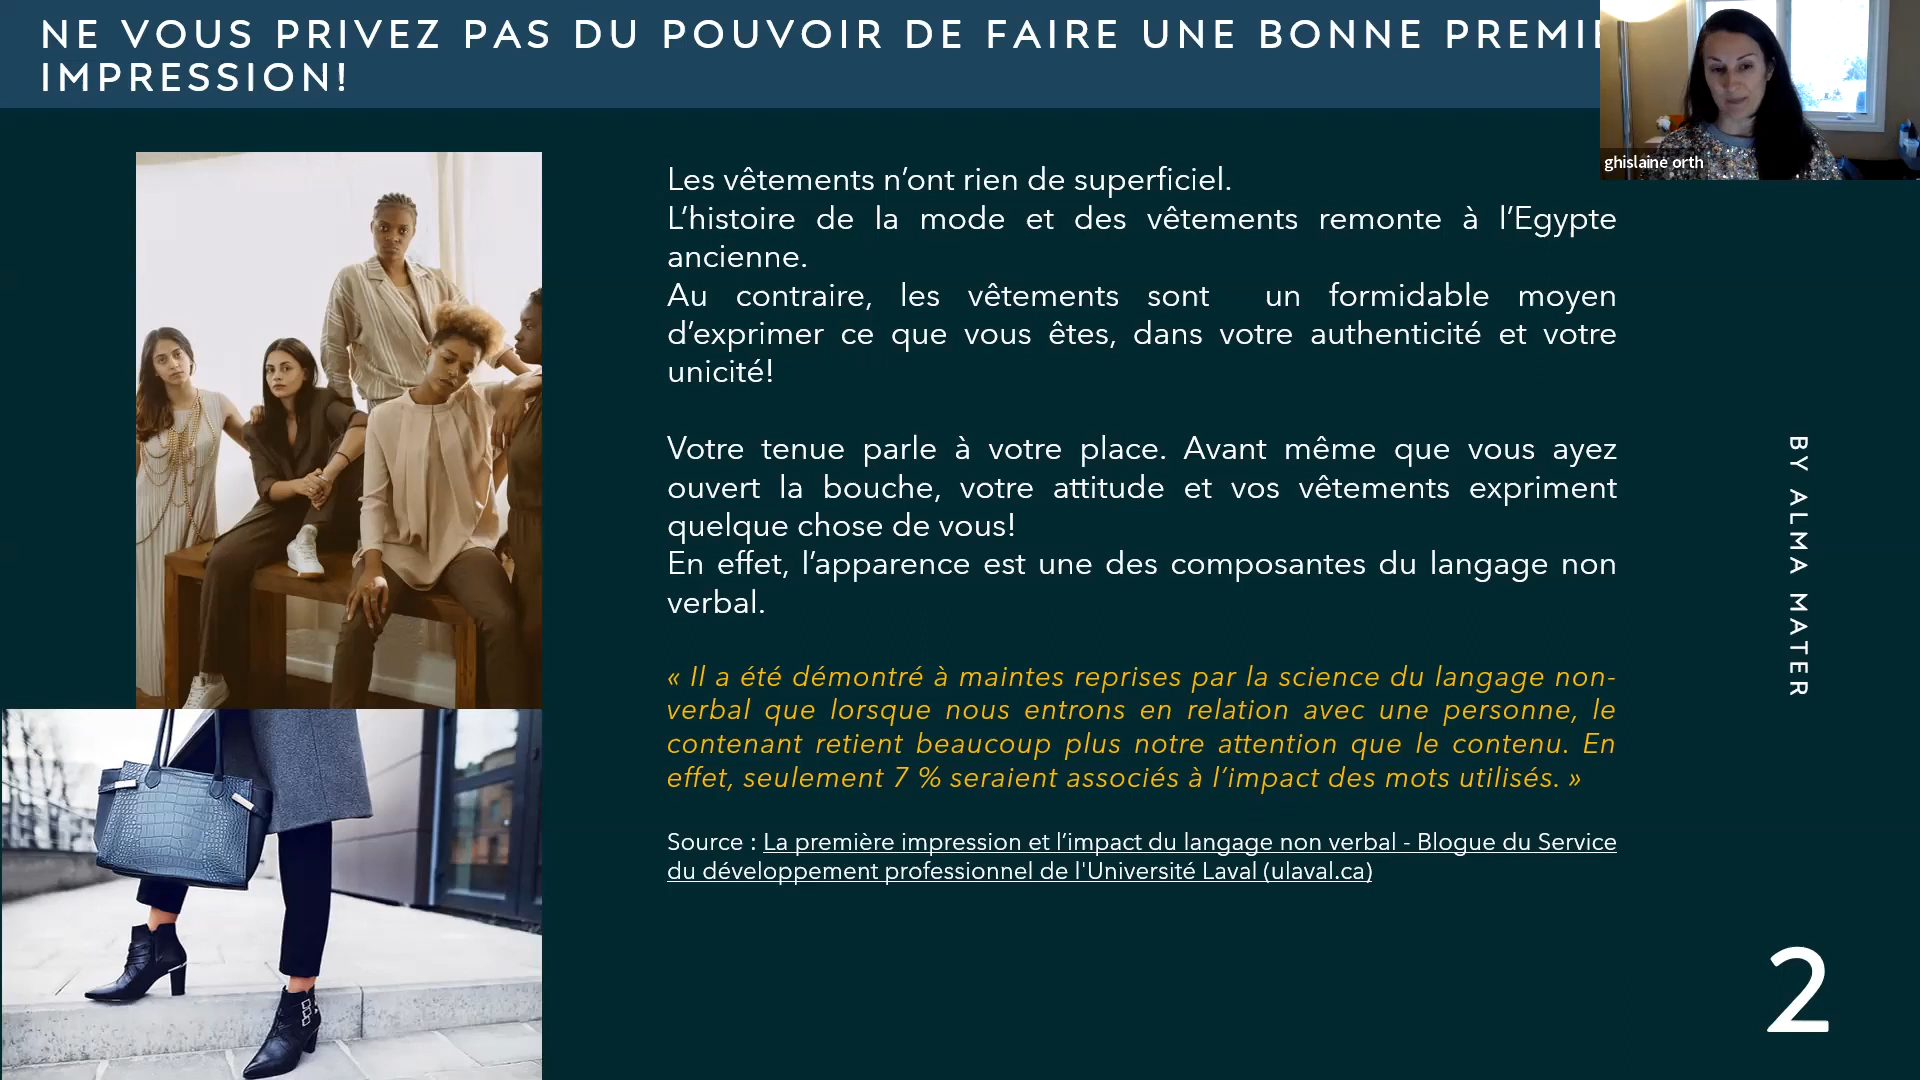 NE VOUS PRIVEZ PAS DU POUVOIR DE FAIRE UNE BONNE
IMPRESSION!
ghislaine orth
Les vêtements n’ont rien de superficiel.
L’histoire de la mode et des vêtements remonte à l’Egypte
ancienne.
Au contraire, les vêtements sont un formidable moyen
d’exprimer ce que vous êtes, dans votre authenticité et votre
unicité!
Votre tenue parle à votre place. Avant même que vous ayez
ouvert la bouche, votre attitude et vos vêtements expriment
quelque chose de vous!
En effet, l’apparence est une des composantes du langage non
verbal.
« Il a été démontré à maintes reprises par la science du langage non-
verbal que lorsque nous entrons en relation avec une personne, le
contenant retient beaucoup plus notre attention que le contenu. En
effet, seulement 7 % seraient associés à l’impact des mots utilisés. »
Source : La première impression et l’impact du langage non verbal - Blogue du Service
du développement professionnel de l'Université Laval (ulaval.ca)
BY ALMA MATER
2